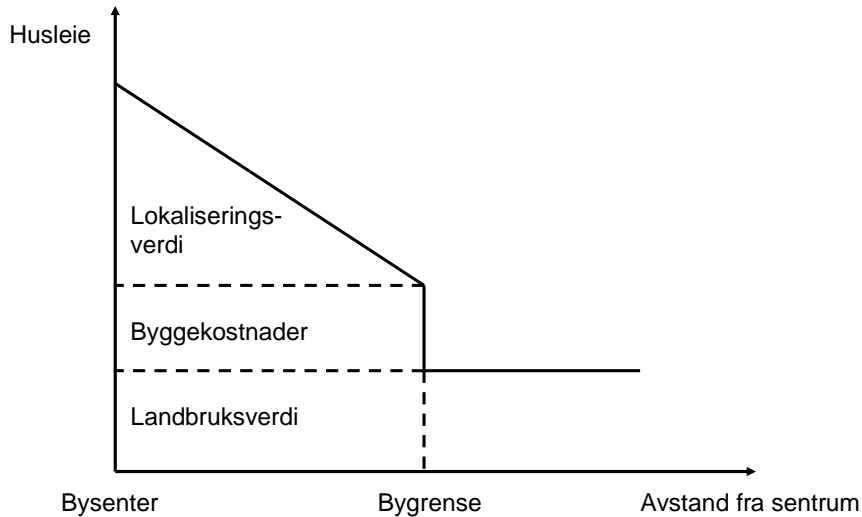 Husleie
Lokaliserings-
verdi
Byggekostnader
Landbruksverdi
Bysenter
Bygrense
Avstand fra sentrum